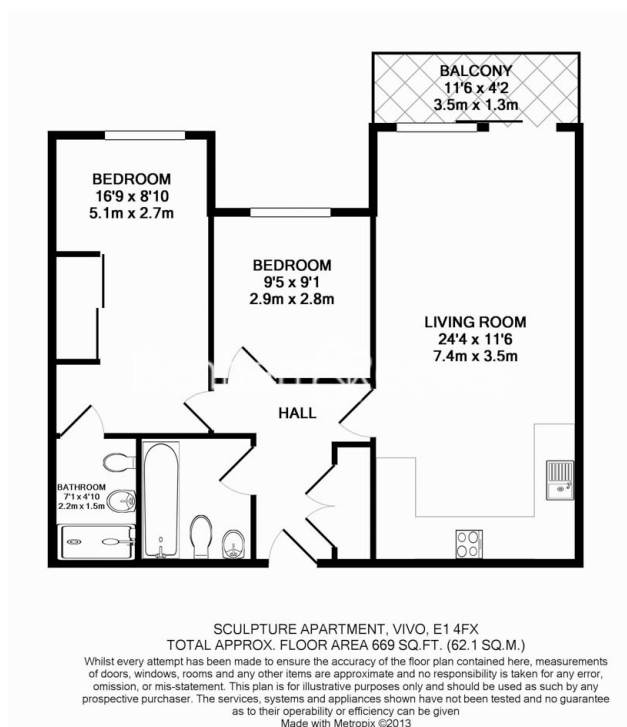 BALCONY
11'6 x 4'2
3.5m x 1.3m
BEDROOM
16'9 x 8'10
5.1m x 2.7m
BEDROOM
9'5 x 9'1
2.9m x 2.8m
LIVING ROOM
24'4 x 11'6
7.4m x 3.5m
HALL
BATHROOM
7'1 x 4'10
2.2m x 1.5m
SCULPTURE APARTMENT, VIVO, E1 4FX
TOTAL APPROX. FLOOR AREA 669 SQ.FT. (62.1 SQ.M.)
Whilst every attempt has been made to ensure the accuracy of the floor plan contained here, measurements
of doors, windows, rooms and any other items are approximate and no responsibility is taken for any error,
omission, or mis-statement. This plan is for illustrative purposes only and should be used as such by any
prospective purchaser. The services, systems and appliances shown have not been tested and no guarantee
as to their operability or efficiency can be given
Made with Metropix ©2013